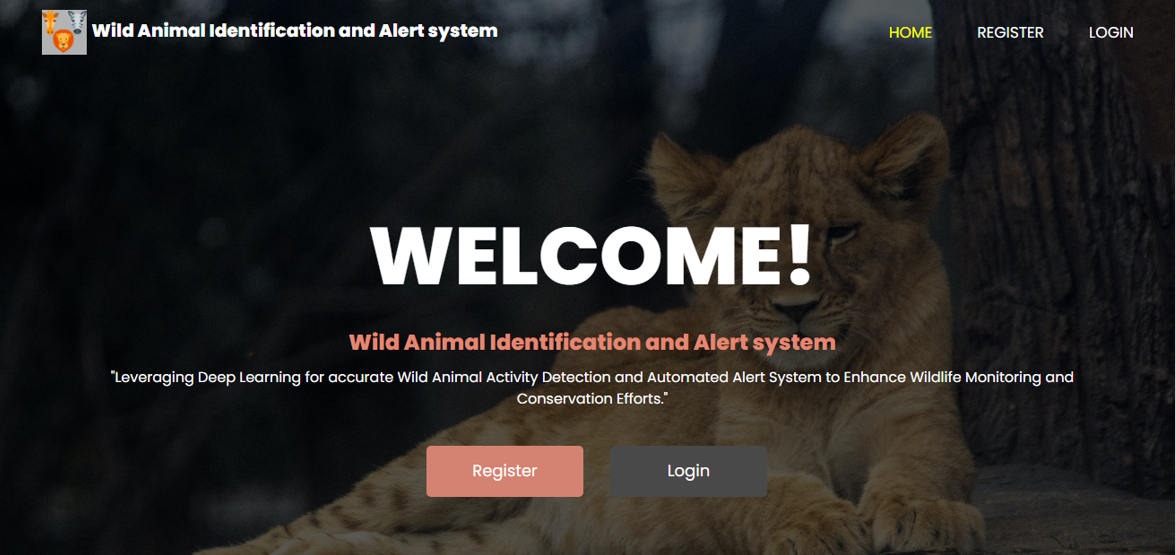 Wild Animal Identification and Alert system
HOME
REGISTER
LOGIN
WELCOME!
Wild Animal Identification and Alert system
"Leveraging Deep Learning for accurate Wild Animal Activity Detection and Automated Alert System to Enhance Wildlife Monitoring and
Conservation Efforts."
Register
Login